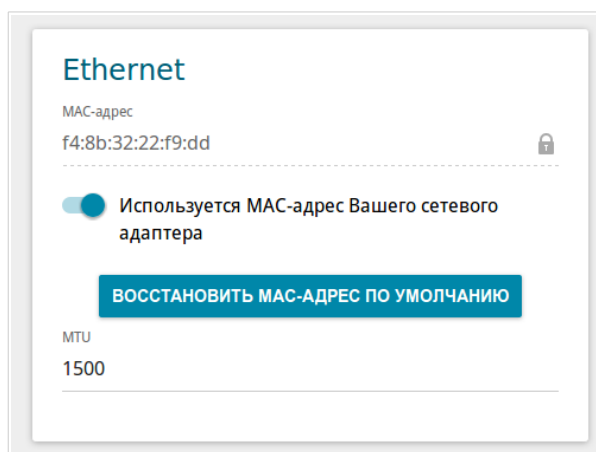 Ethernet
MAC-адрес
f4:8b:32:22:f9:dd
Используется MAC-адрес Вашего сетевого
адаптера
ВОССТАНОВИТЬ MAC-АДРЕС ПО УМОЛЧАНИЮ
MTU
1500